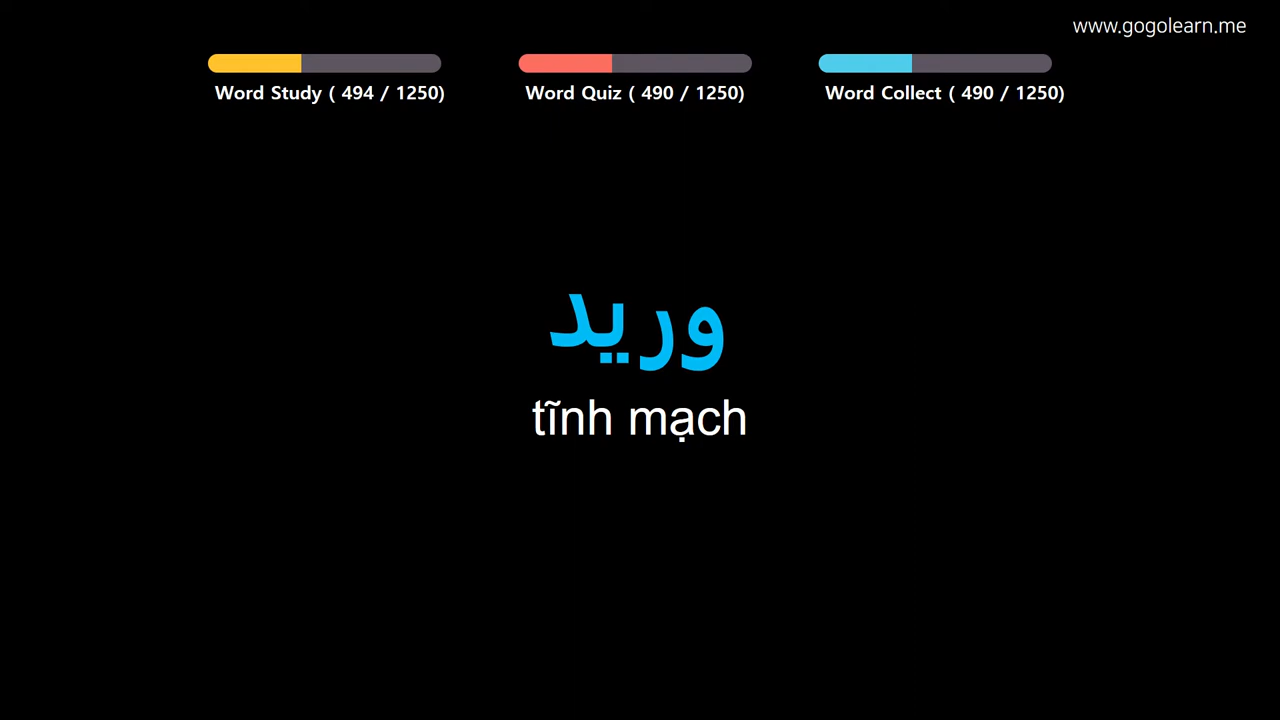 www.gogolearn.me
Word Study ( 494 / 1250)
Word Quiz ( 490 / 1250)
Word Collect ( 490 / 1250)
وريد
tĩnh mạch